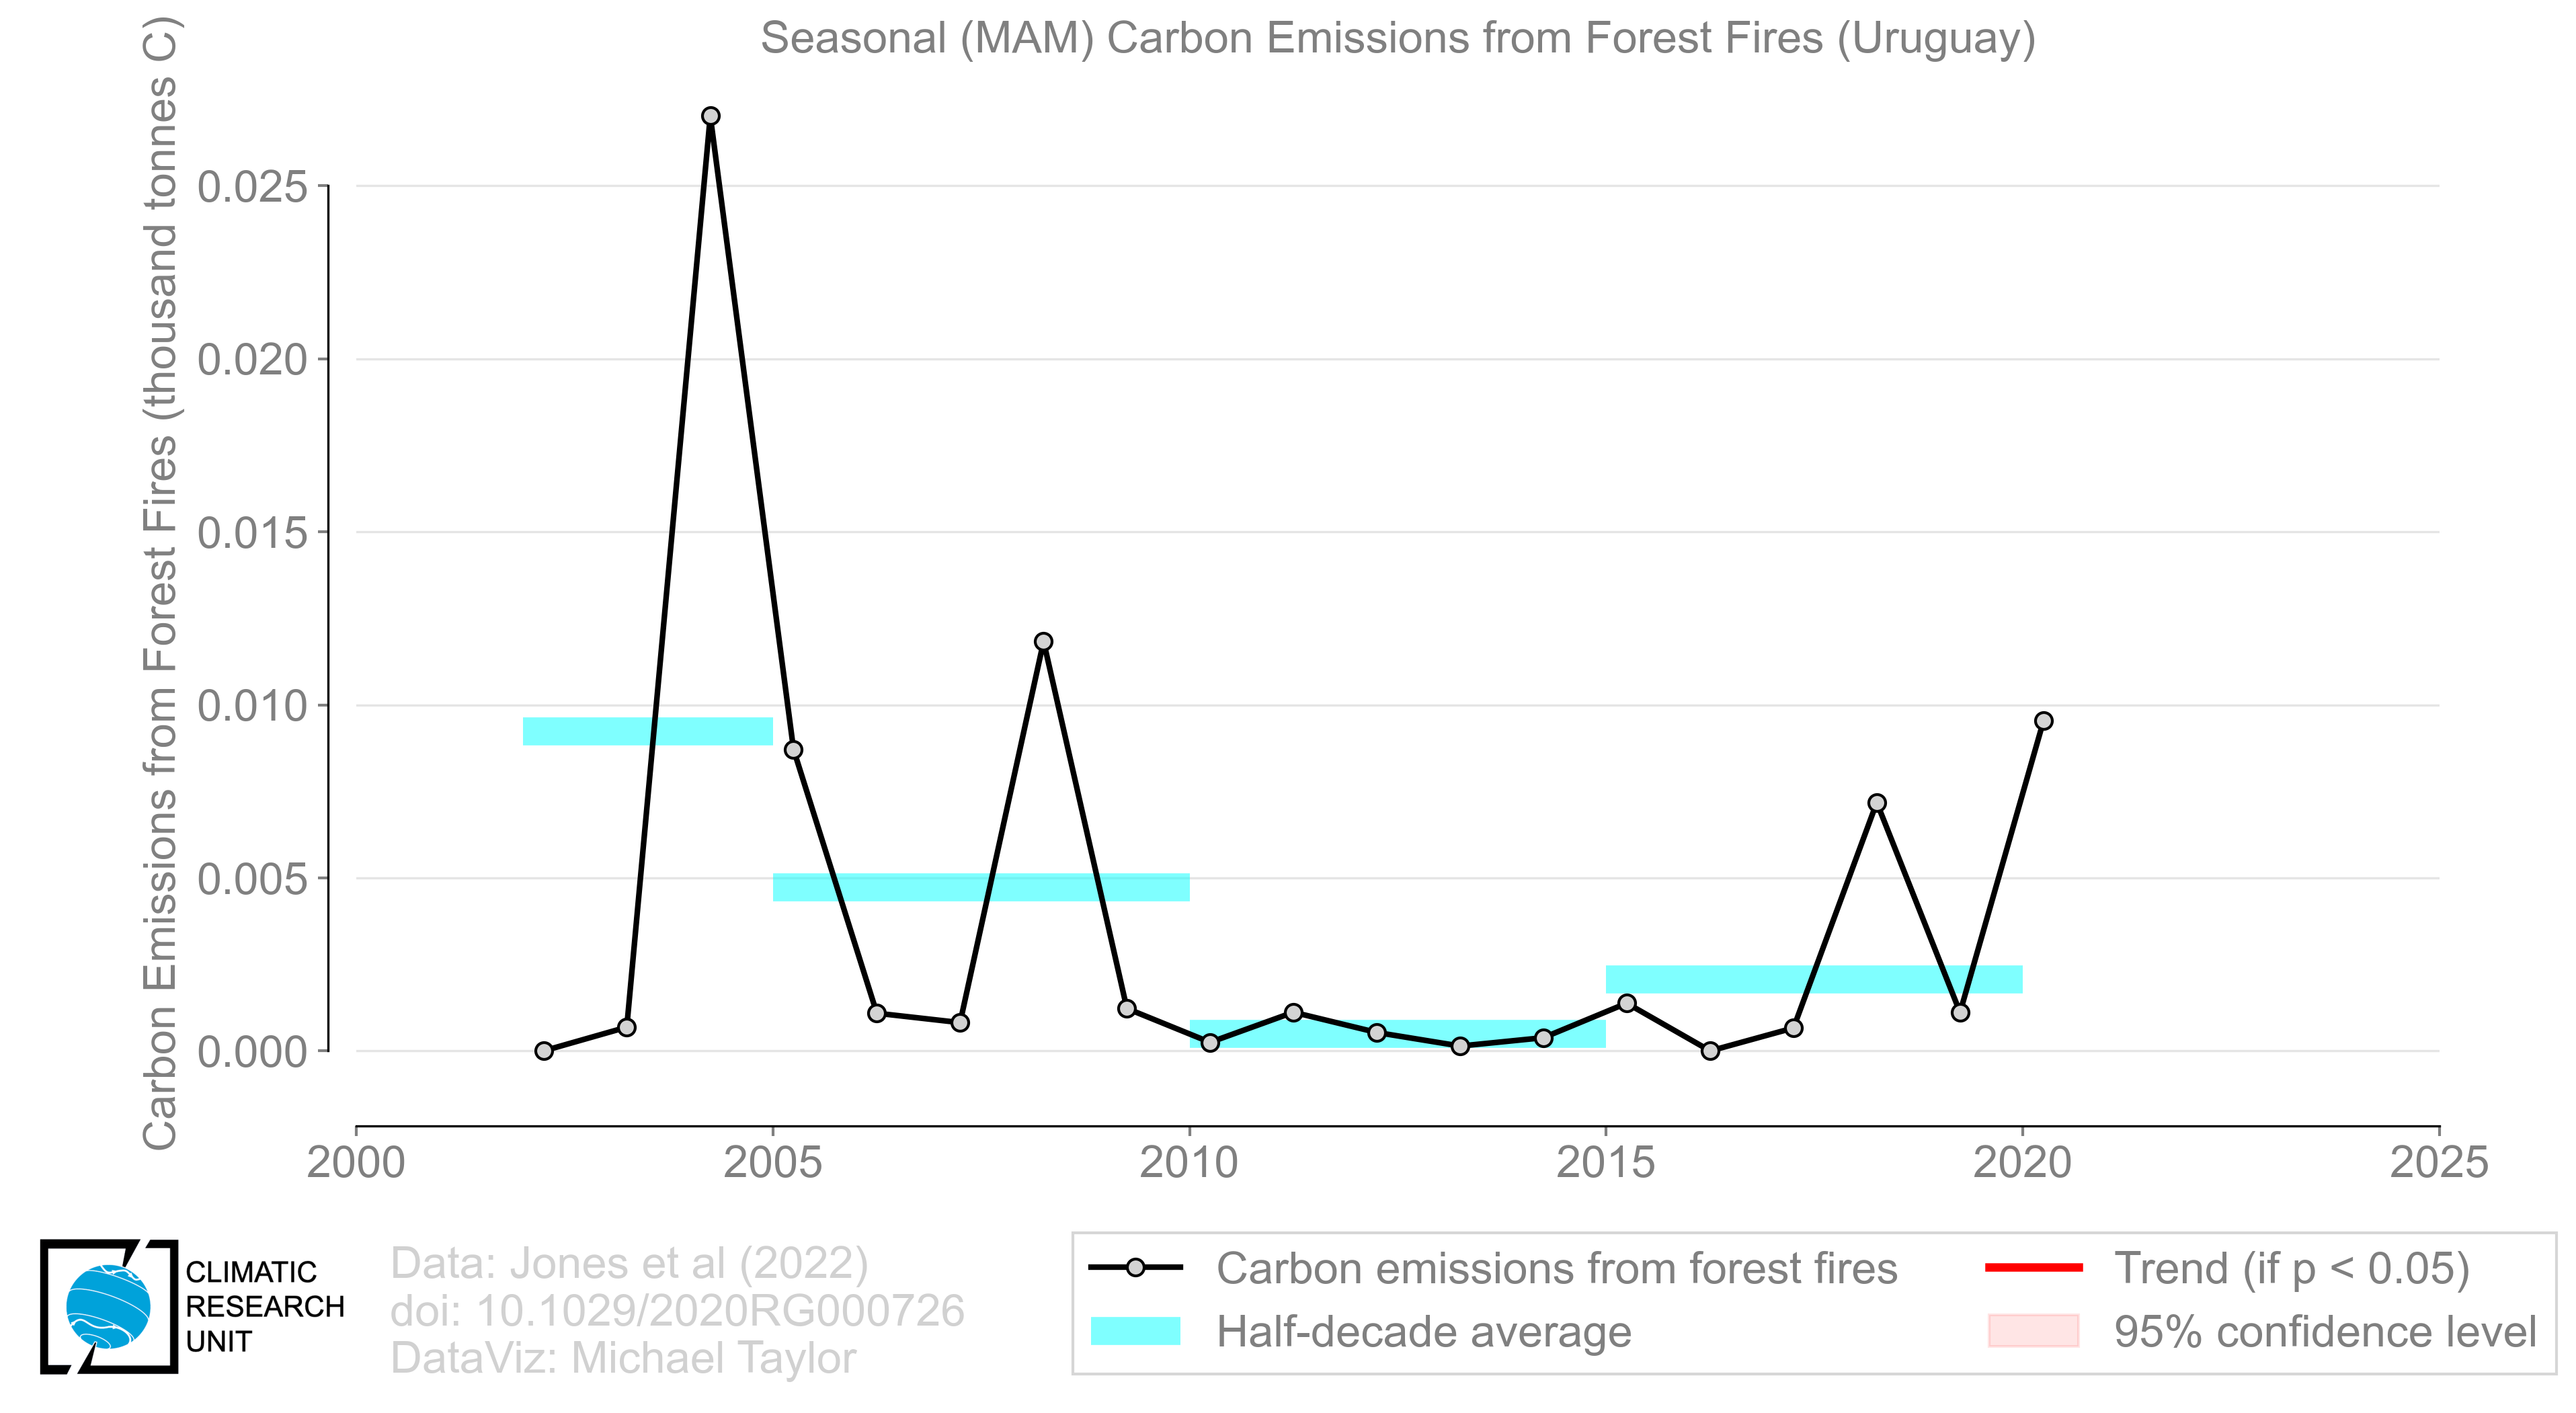 Seasonal (MAM) Carbon Emissions from Forest Fires (Uruguay)
Carbon Emissions from Forest Fires (thousand tonnes C)
0.025
0.020
0.015
0.010
0.005
0.000
2000
2005
2010
2015
2020
2025
CLIMATIC
RESEARCH
UNIT
Data: Jones et al (2022)
doi: 10.1029/2020RG000726
DataViz: Michael Taylor
Carbon emissions from forest fires
Half-decade average
Trend (if p < 0.05)
95% confidence level